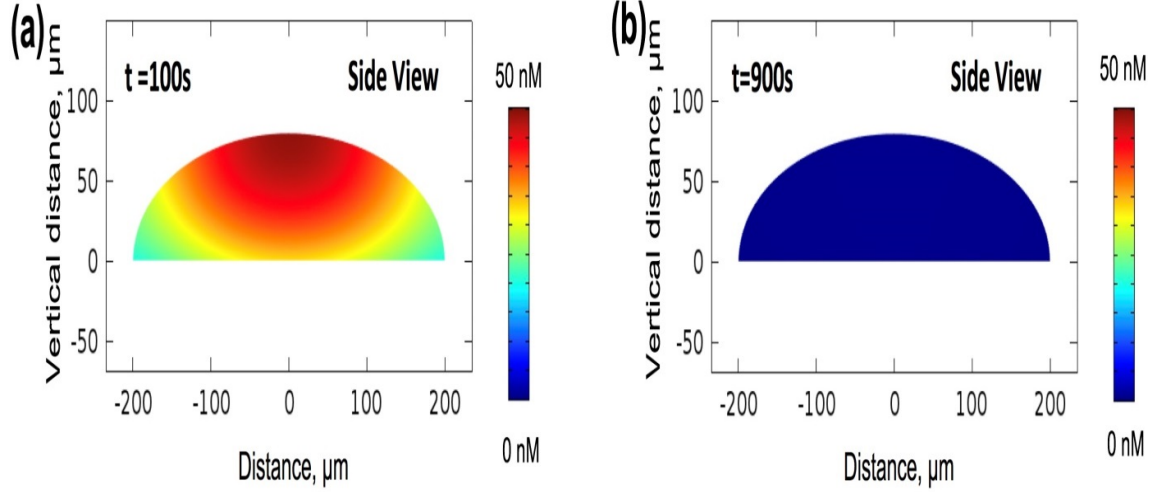 (a)
Vertical distance, µm
t =100s
Side View
100
50
0
-50
-200
-100
0
100
200
Distance, µm
50 nM
0 nM
(b)
Vertical distance, µm
t=900s
Side View
100
50
0
-50
-200
-100
0
100
200
Distance, µm
50 nM
0 nM